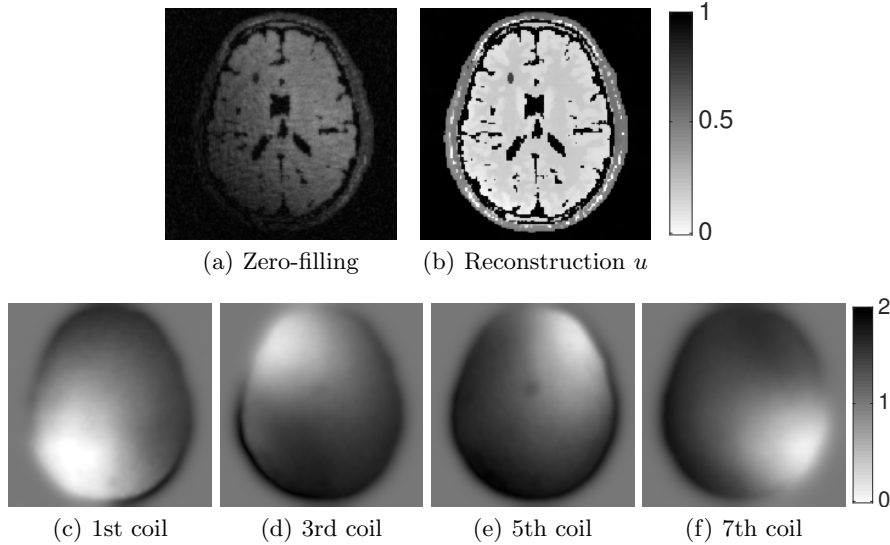 1
0.5
0
(a) Zero-filling
(b) Reconstruction u
2
1
0
(c) 1st coil
(d) 3rd coil
(e) 5th coil
(f) 7th coil